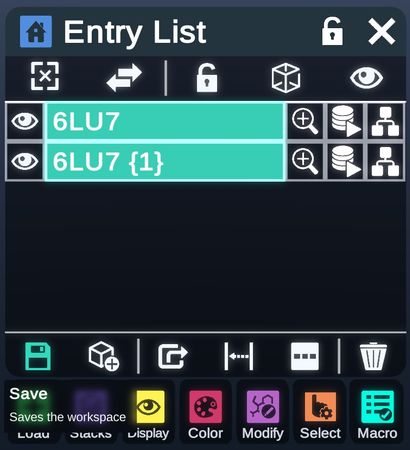 Entry List
6LU7
6LU7 {1}
Save
Saves the workspace
Load Stacks Display Color Modify Select Macro